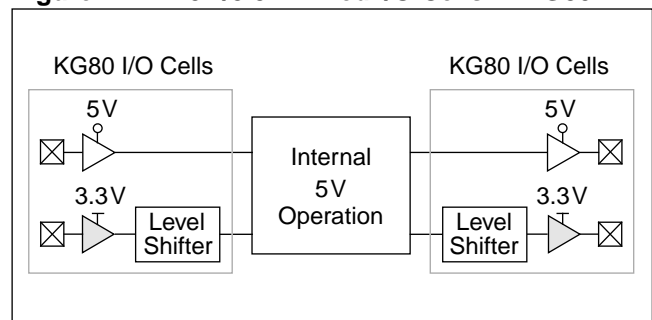 KG80 I/O Cells
KG80 I/O Cells
5V
5V
Internal
5V
Operation
3.3V
Level
Shifter
Level
Shifter
3.3V